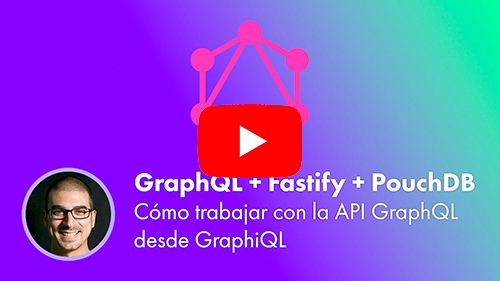 GraphQL + Fastify + PouchDB
Cómo trabajar con la API GraphQL
desde GraphiQL